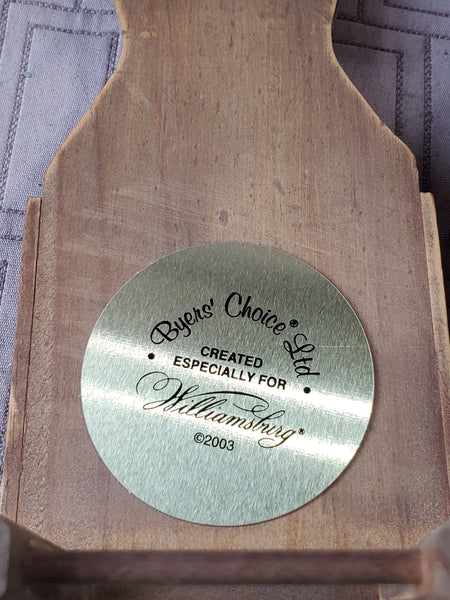 Byers' Choice® Ltd
• CREATED
ESPECIALLY FOR •
Williamsburg®
©2003